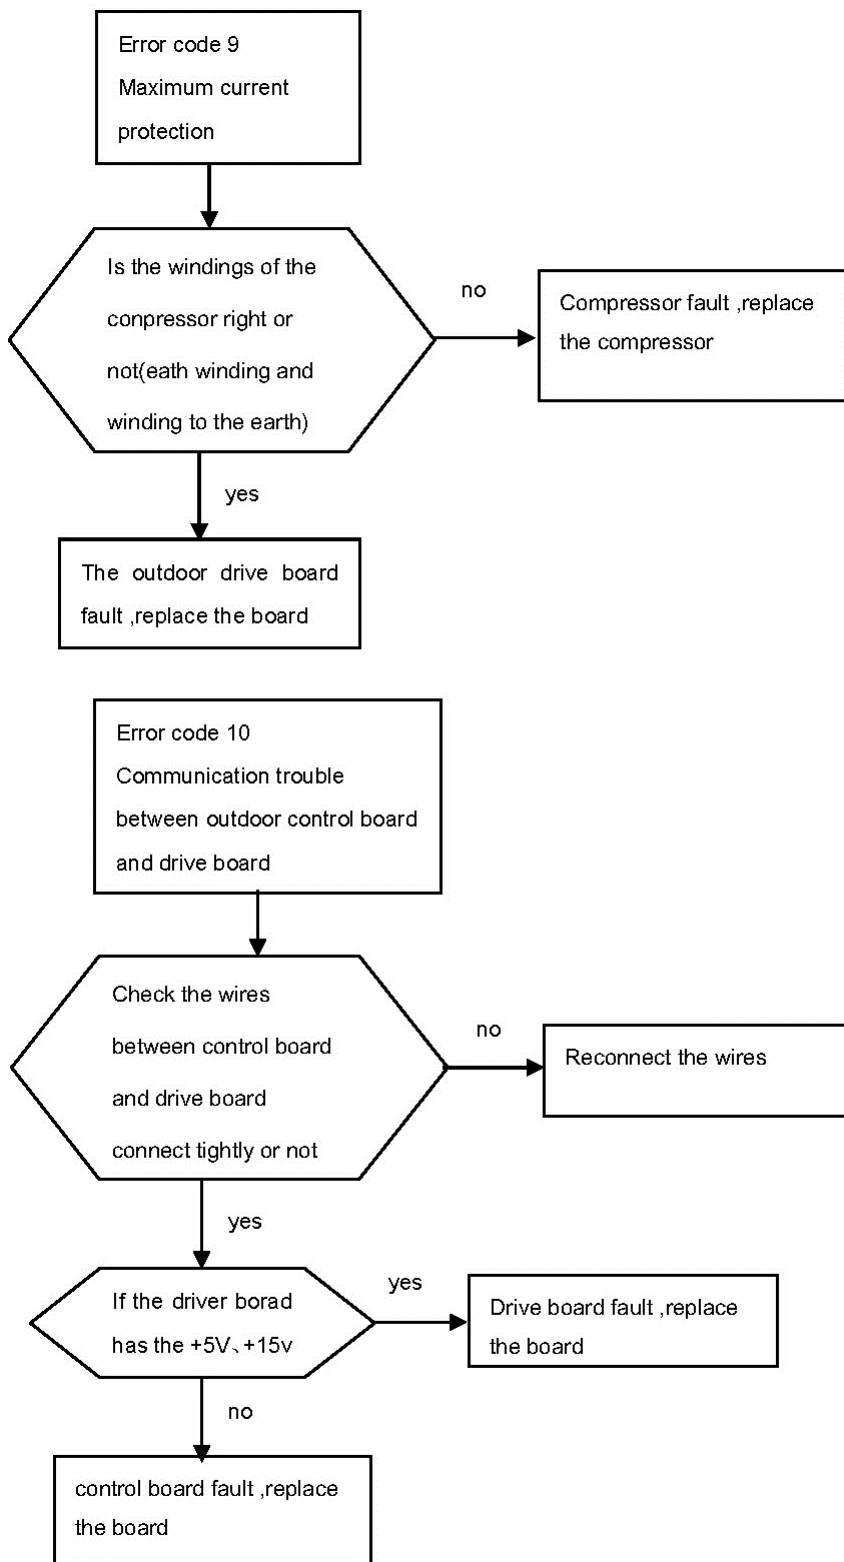 Error code 9
Maximum current
protection
Is the windings of the
conpressor right or
not(eath winding and
winding to the earth)
no
Compressor fault ,replace
the compressor
yes
The outdoor drive board
fault ,replace the board
Error code 10
Communication trouble
between outdoor control board
and drive board
Check the wires
between control board
and drive board
connect tightly or not
no
Reconnect the wires
yes
If the driver borad
has the +5V、+15v
yes
Drive board fault ,replace
the board
no
control board fault ,replace
the board